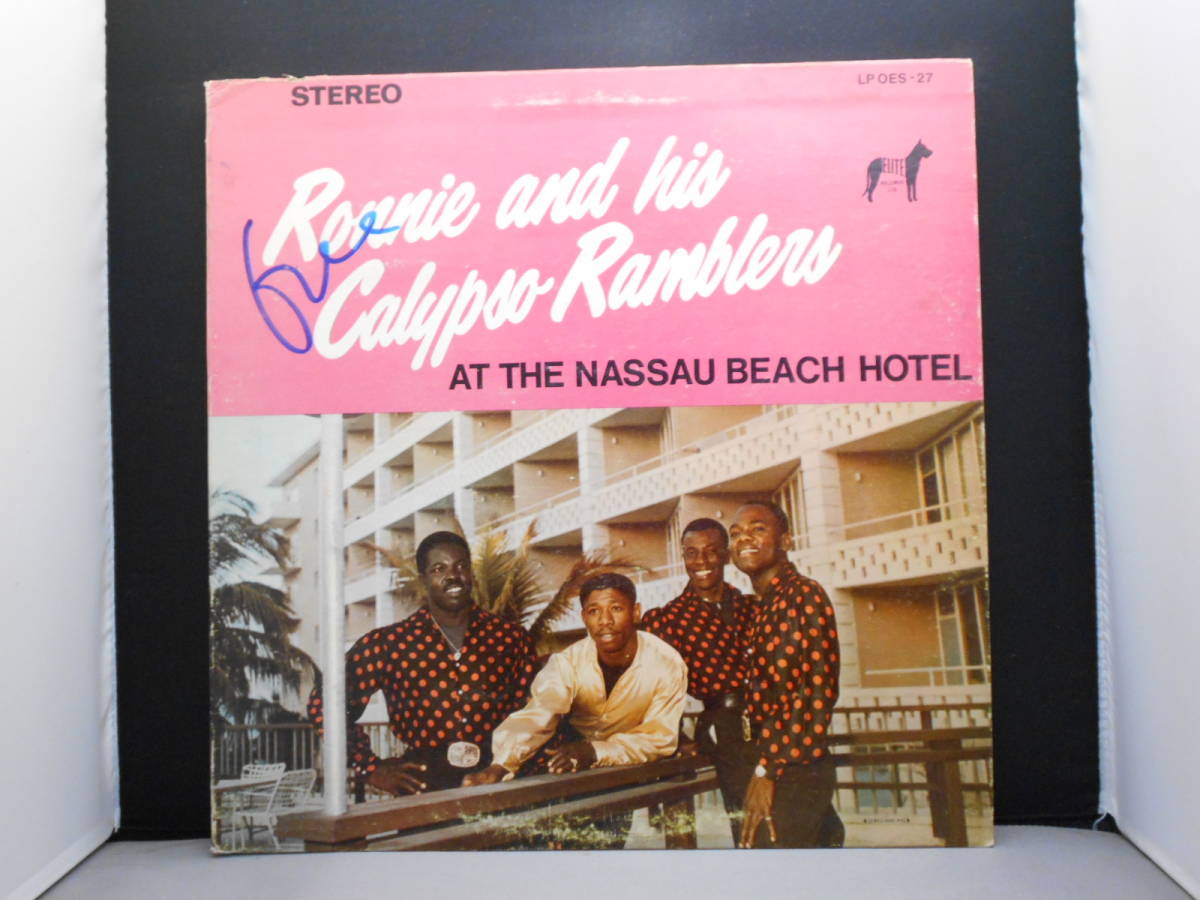 STEREO
LP OES-27
ELITE
Ronnie and his
Calypso Ramblers
AT THE NASSAU BEACH HOTEL